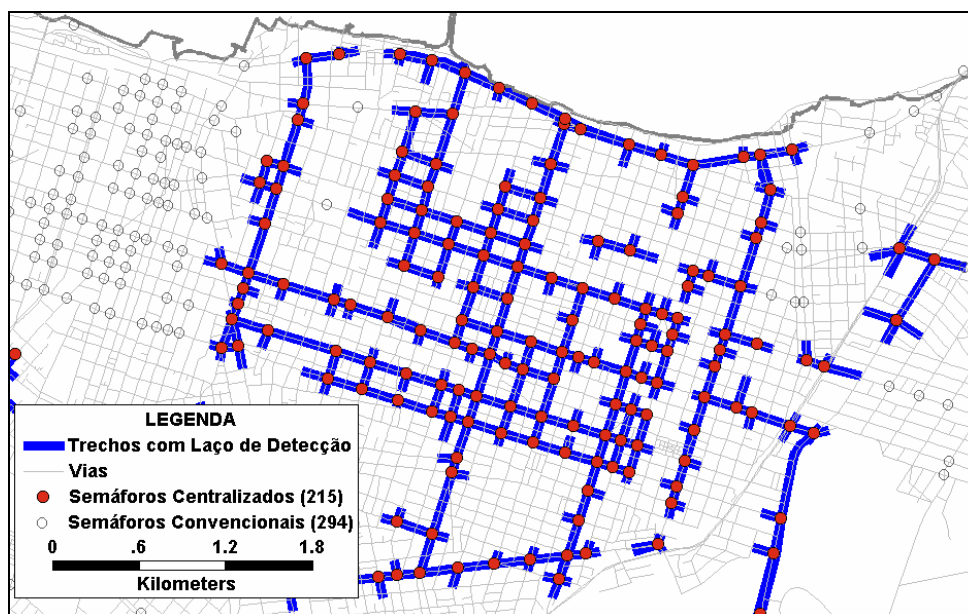 LEGENDA
Trechos com Laço de Detecção
Vias
Semáforos Centralizados (215)
Semáforos Convencionais (294)
0 .6 1.2 1.8
Kilometers